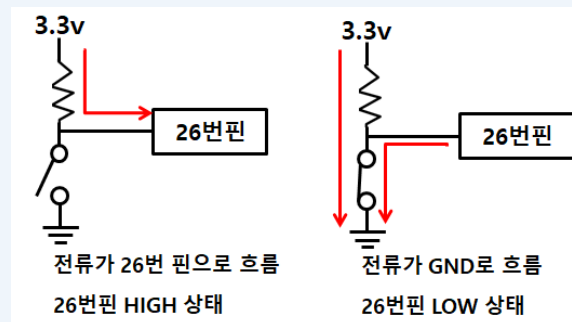 3.3v
26번핀
전류가 26번 핀으로 흐름
26번핀 HIGH 상태
3.3v
26번핀
전류가 GND로 흐름
26번핀 LOW 상태